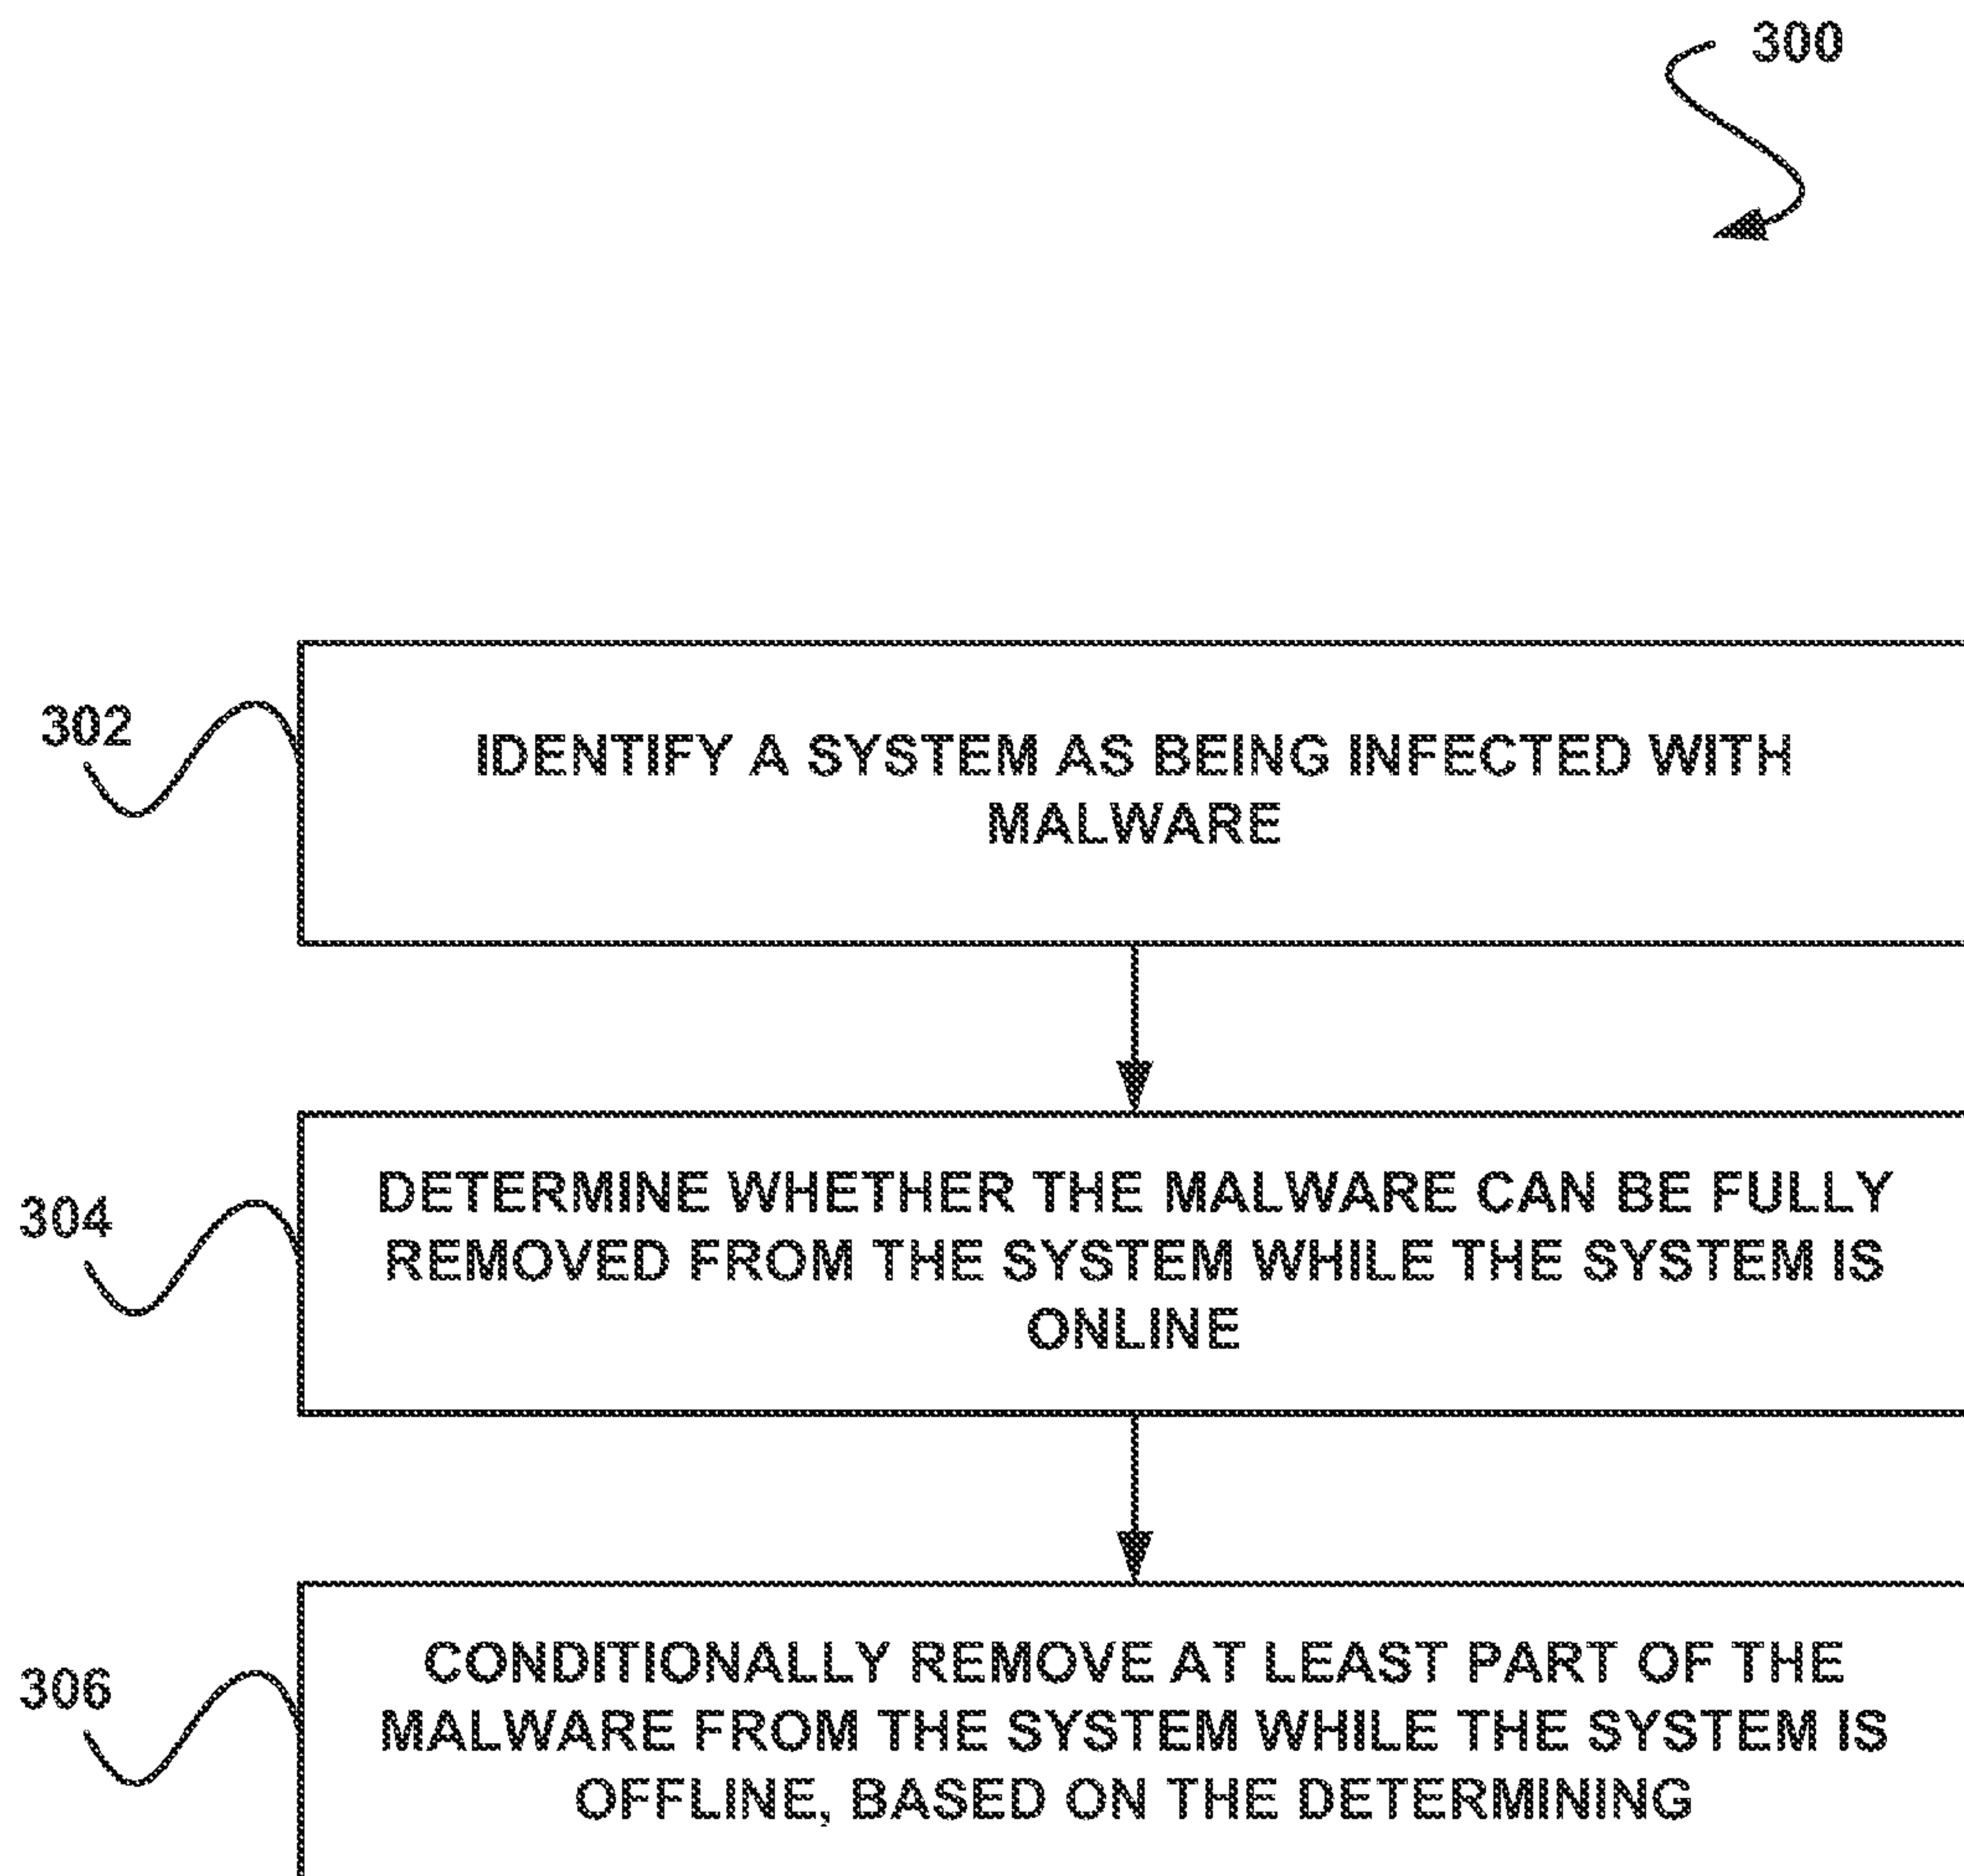 300
302
IDENTIFY A SYSTEM AS BEING INFECTED WITH
MALWARE
304
DETERMINE WHETHER THE MALWARE CAN BE FULLY
REMOVED FROM THE SYSTEM WHILE THE SYSTEM IS
ONLINE
306
CONDITIONALLY REMOVE AT LEAST PART OF THE
MALWARE FROM THE SYSTEM WHILE THE SYSTEM IS
OFFLINE, BASED ON THE DETERMINING